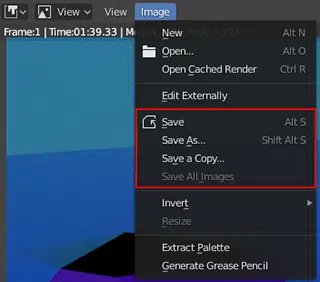 View View Image
Frame:1 | Time:01:39.33 |
New Alt N
Open... Alt O
Open Cached Render Ctrl R
Edit Externally
Save Alt S
Save As... Shift Alt S
Save a Copy...
Save All Images
Invert
Resize
Extract Palette
Generate Grease Pencil